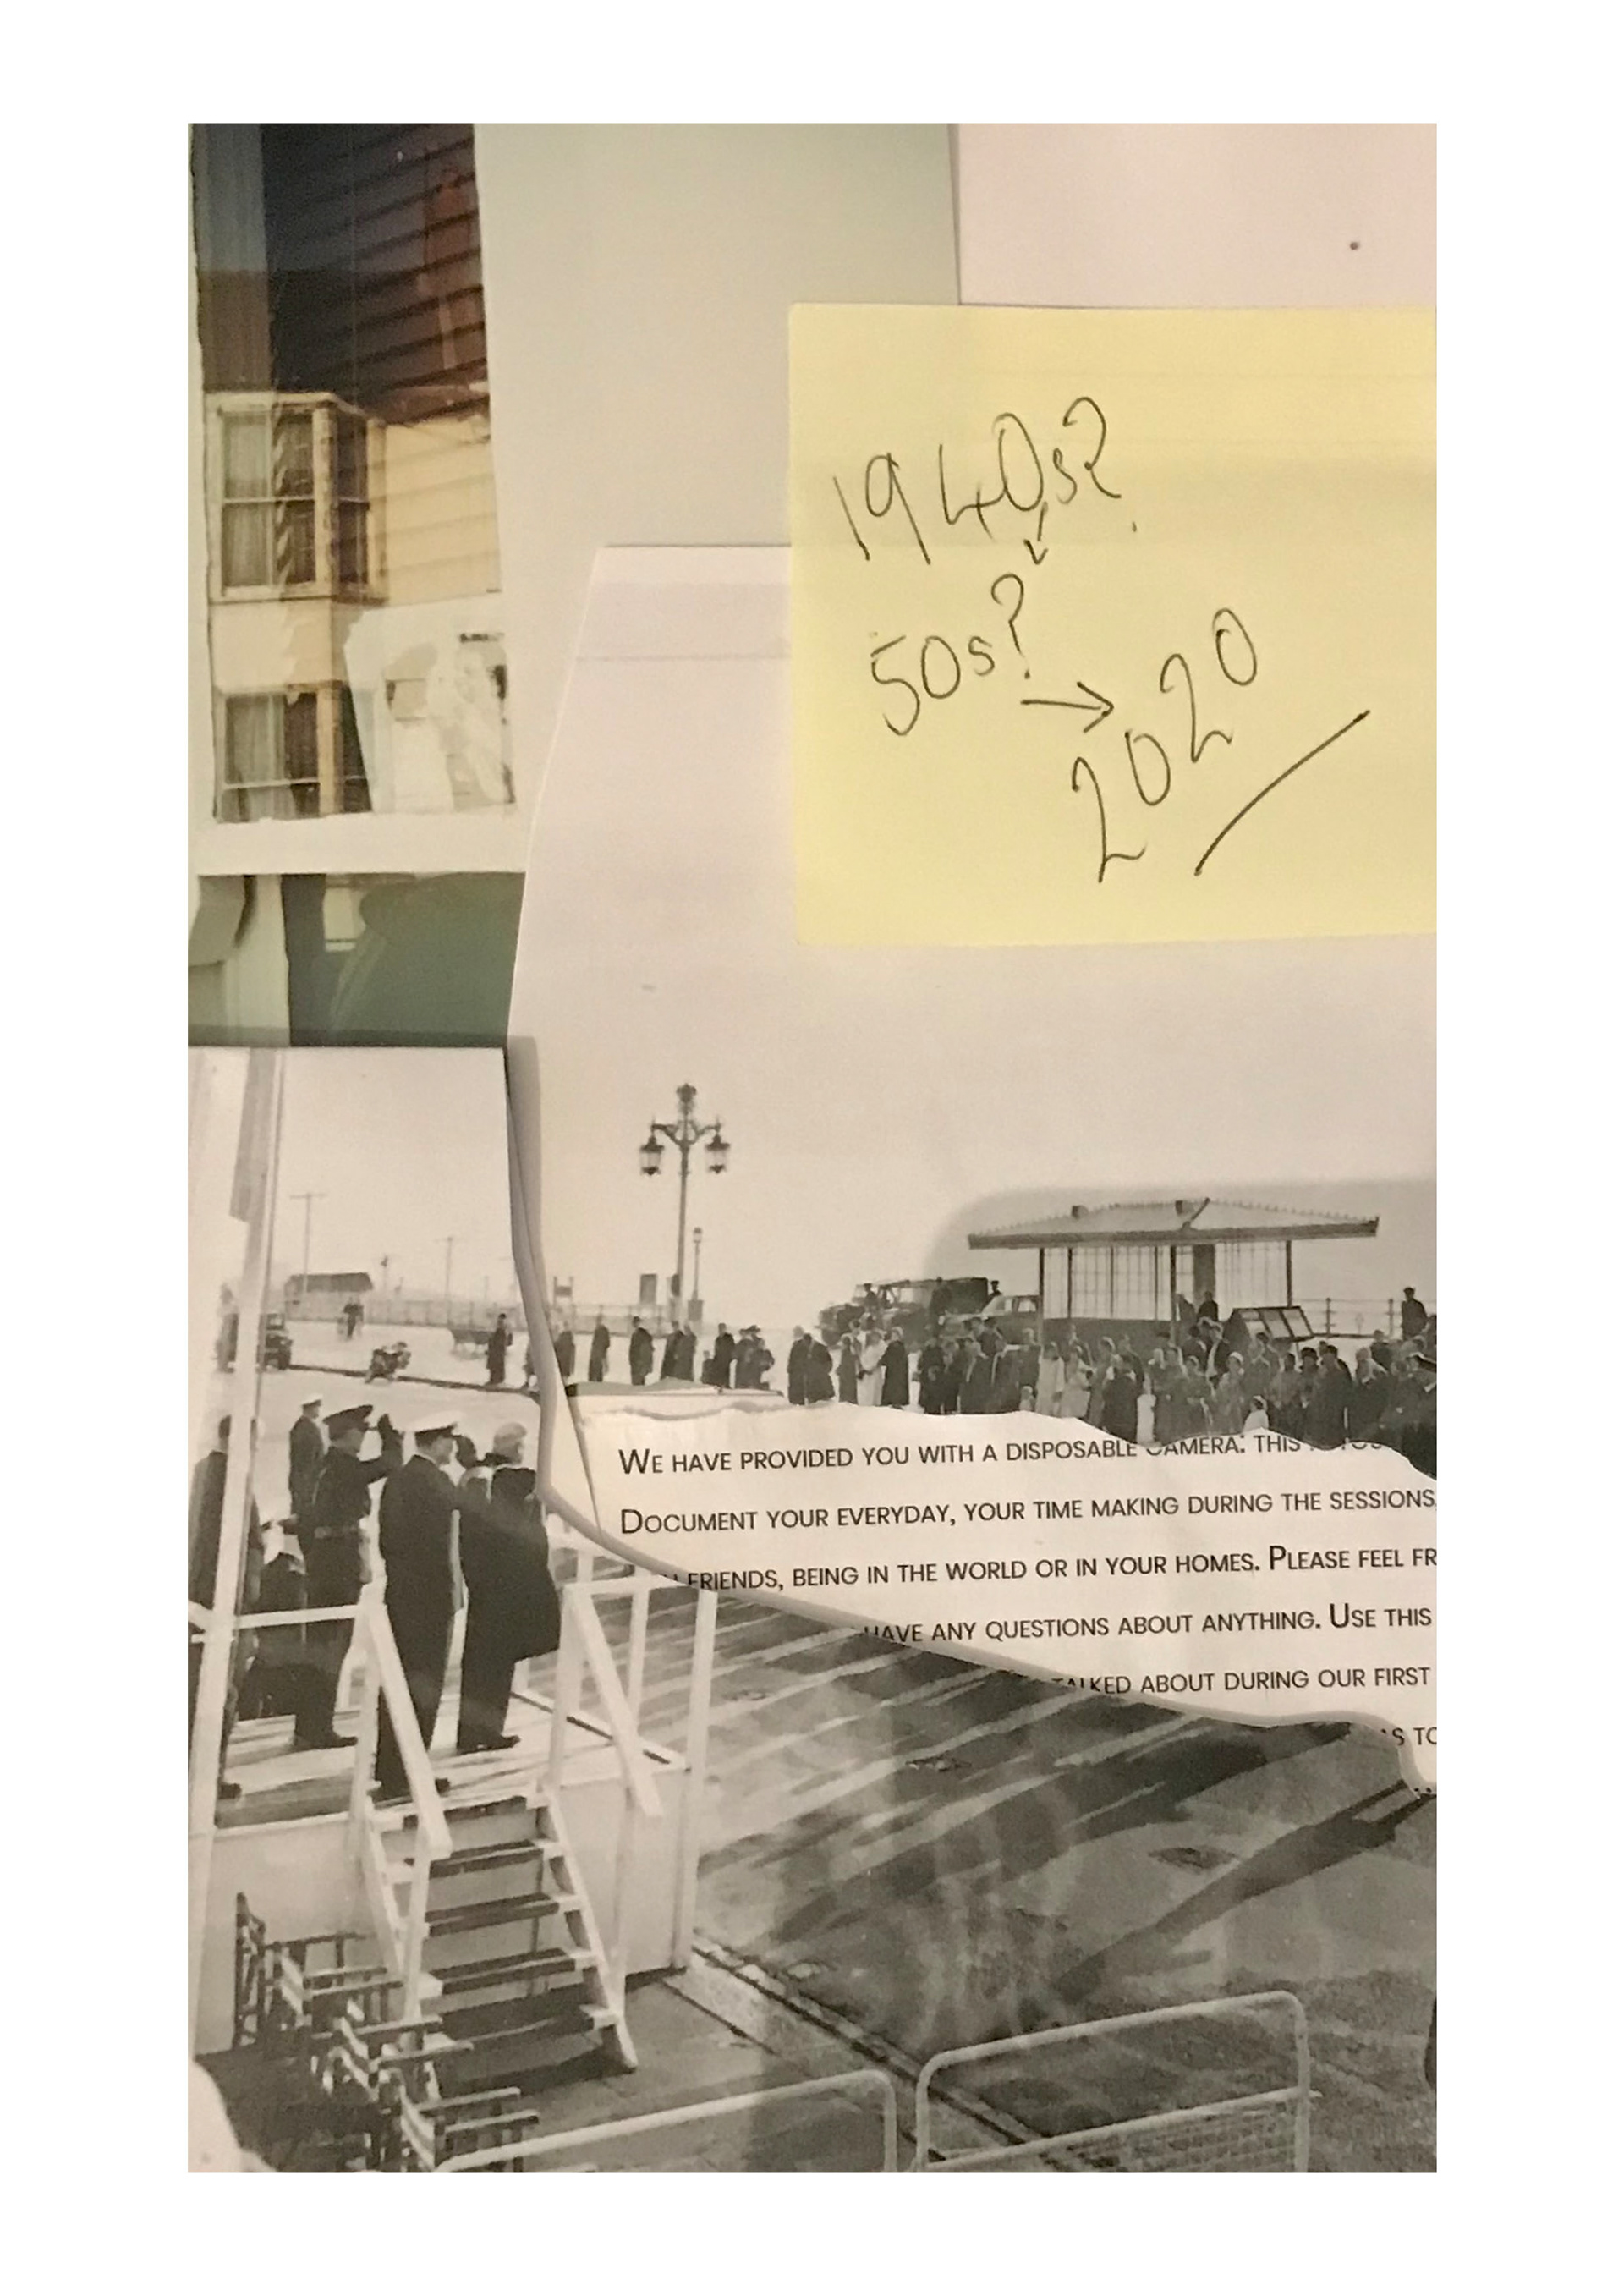 1940s?
50s?
→ 2020
WE HAVE PROVIDED YOU WITH A DISPOSABLE CAMERA. THIS
DOCUMENT YOUR EVERYDAY, YOUR TIME MAKING DURING THE SESSIONS,
FRIENDS, BEING IN THE WORLD OR IN YOUR HOMES. PLEASE FEEL FR
HAVE ANY QUESTIONS ABOUT ANYTHING. USE THIS
TALKED ABOUT DURING OUR FIRST